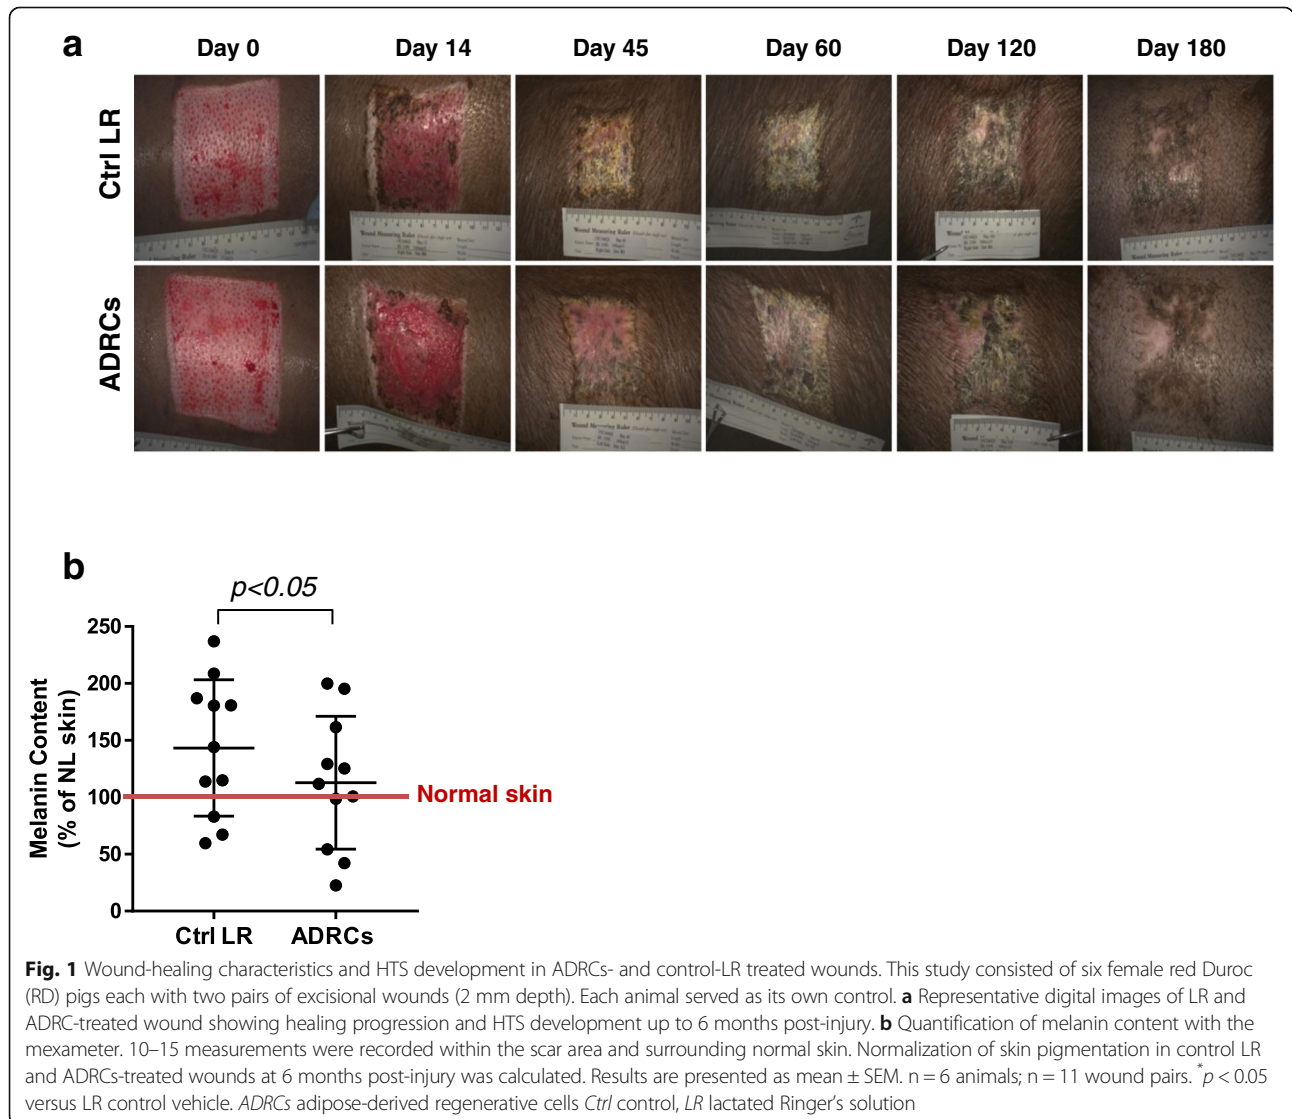 a
Day 0 Day 14 Day 45 Day 60 Day 120 Day 180
Ctrl LR
ADRCs
b
p<0.05
Melanin Content
(% of NL skin)
250
200
150
100
50
0
Normal skin
Ctrl LR ADRCs
Fig. 1 Wound-healing characteristics and HTS development in ADRCs- and control-LR treated wounds. This study consisted of six female red Duroc
(RD) pigs each with two pairs of excisional wounds (2 mm depth). Each animal served as its own control. a Representative digital images of LR and
ADRC-treated wound showing healing progression and HTS development up to 6 months post-injury. b Quantification of melanin content with the
mexameter. 10–15 measurements were recorded within the scar area and surrounding normal skin. Normalization of skin pigmentation in control LR
and ADRCs-treated wounds at 6 months post-injury was calculated. Results are presented as mean ± SEM. n = 6 animals; n = 11 wound pairs. *p < 0.05
versus LR control vehicle. ADRCs adipose-derived regenerative cells Ctrl control, LR lactated Ringer's solution